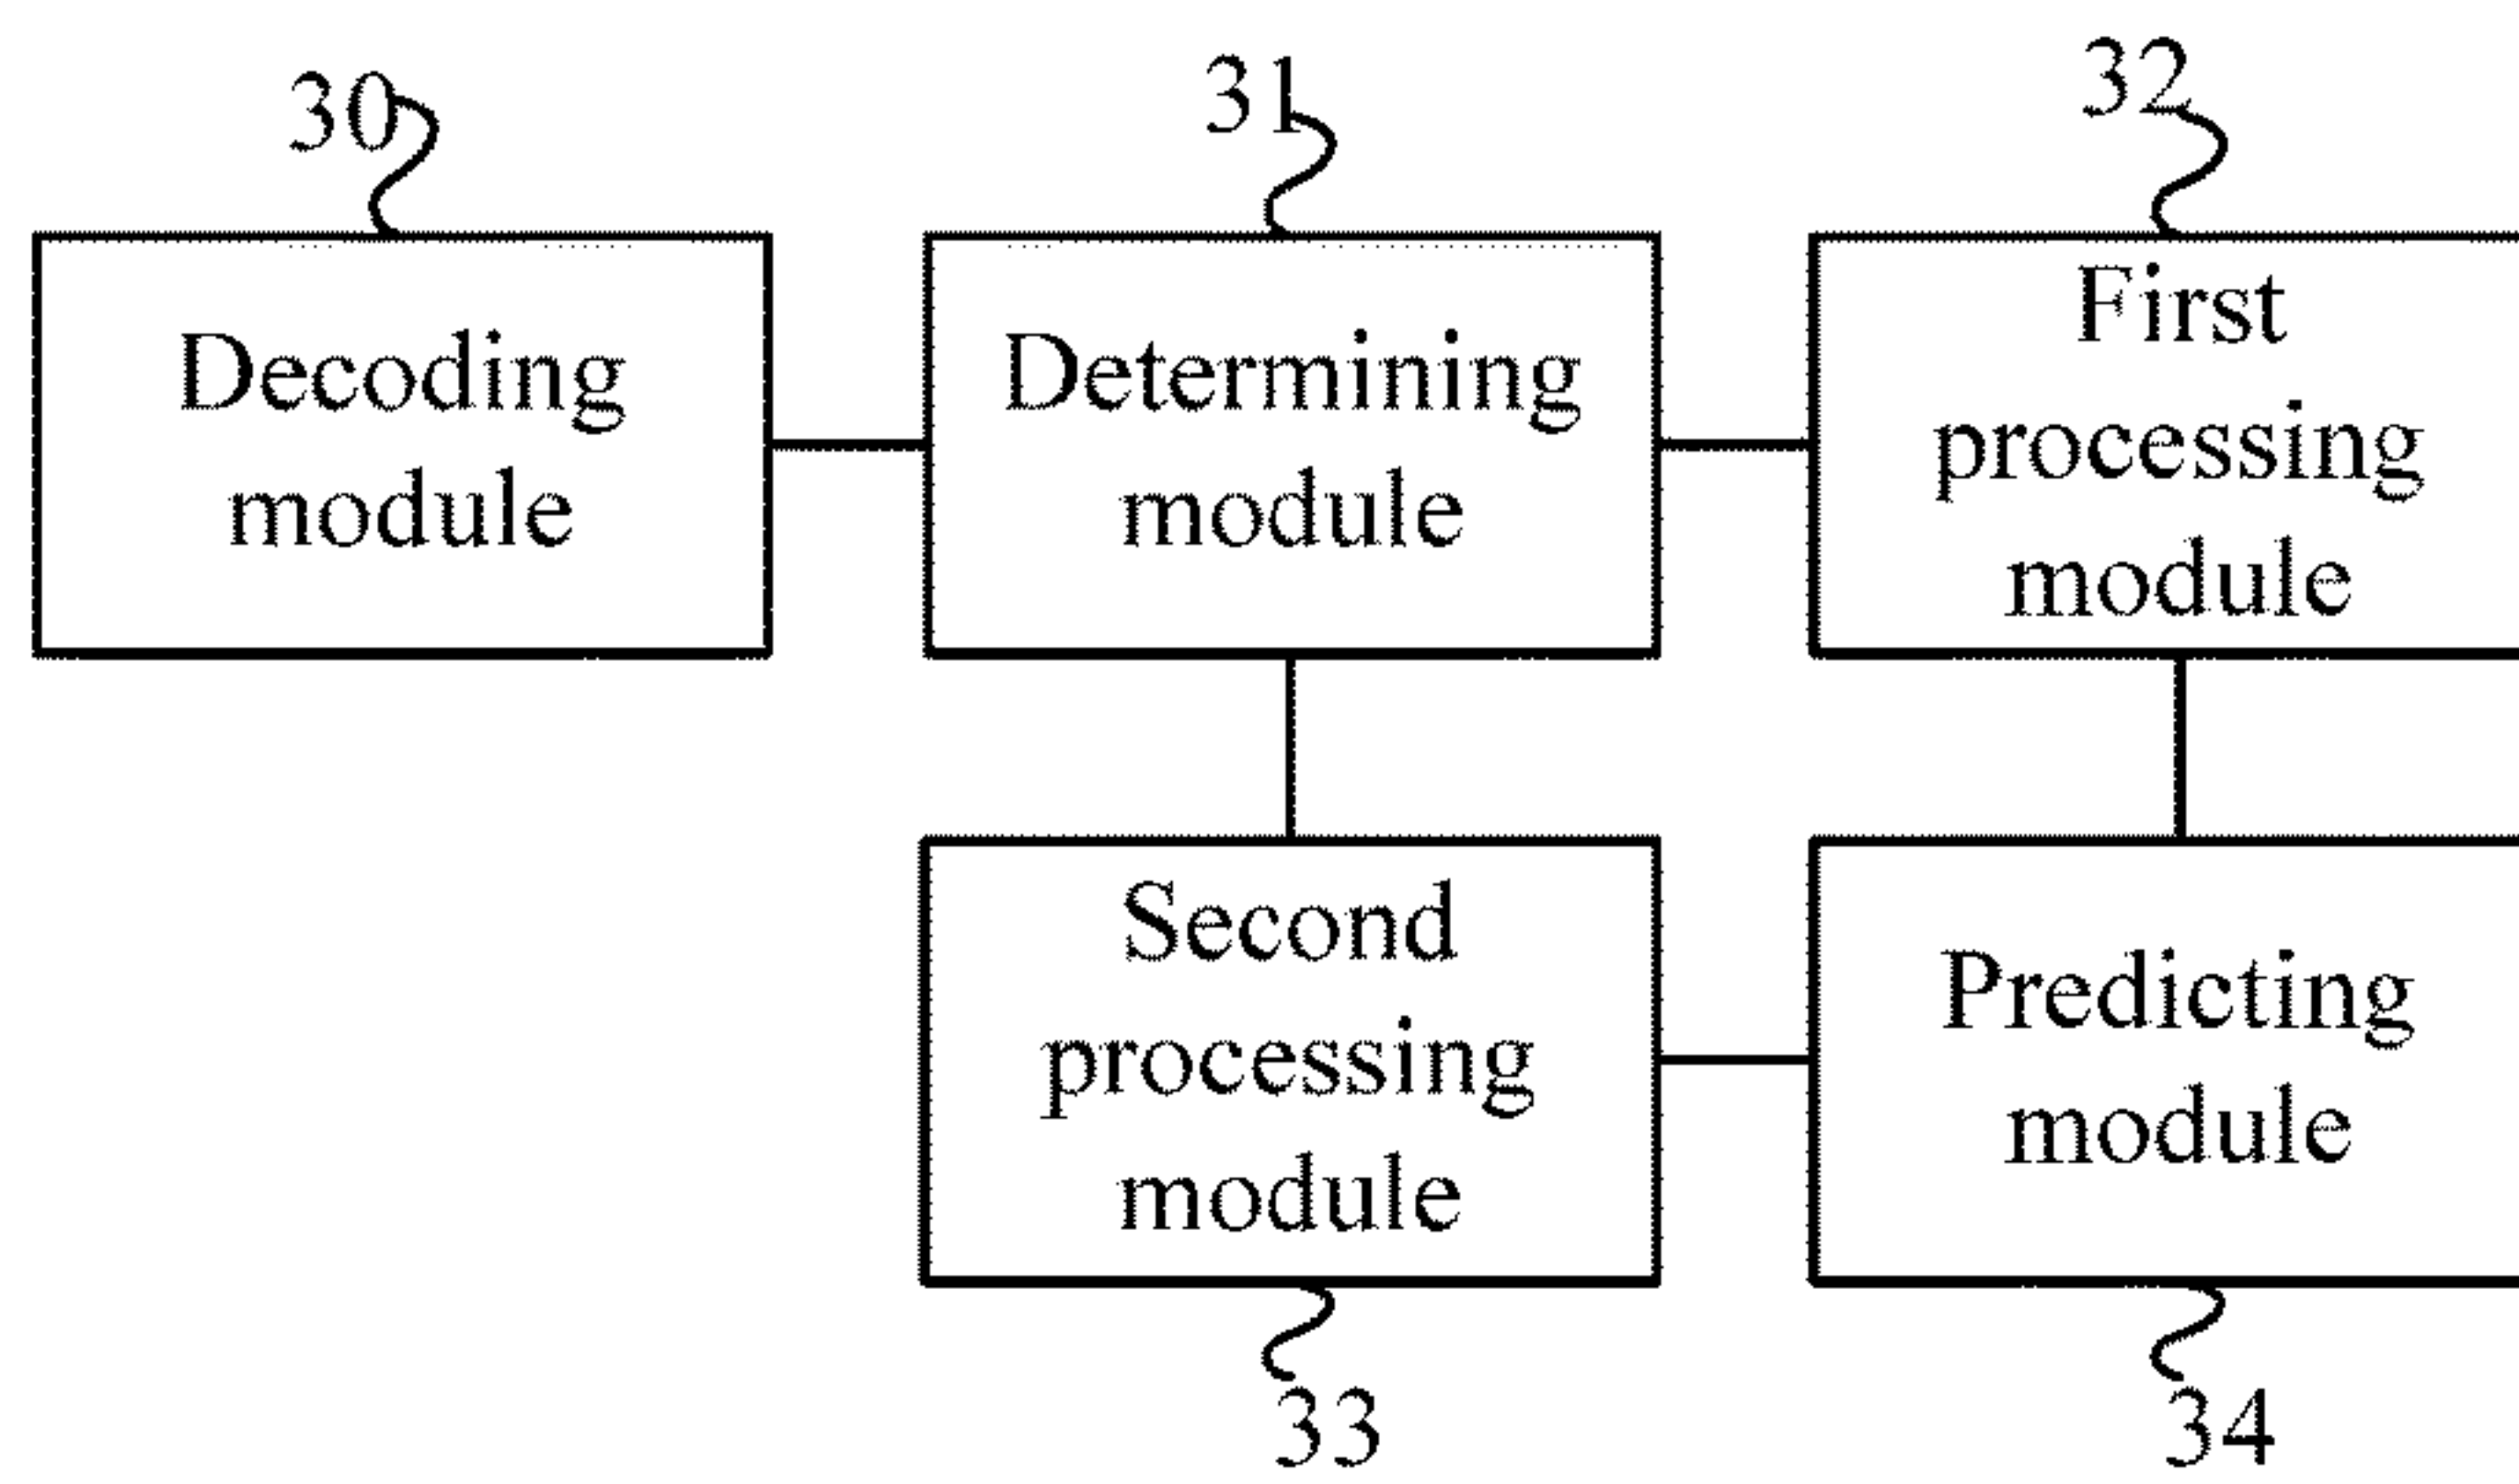 30
31
32
Decoding
module
Determining
module
First
processing
module
Second
processing
module
Predicting
module
33
34